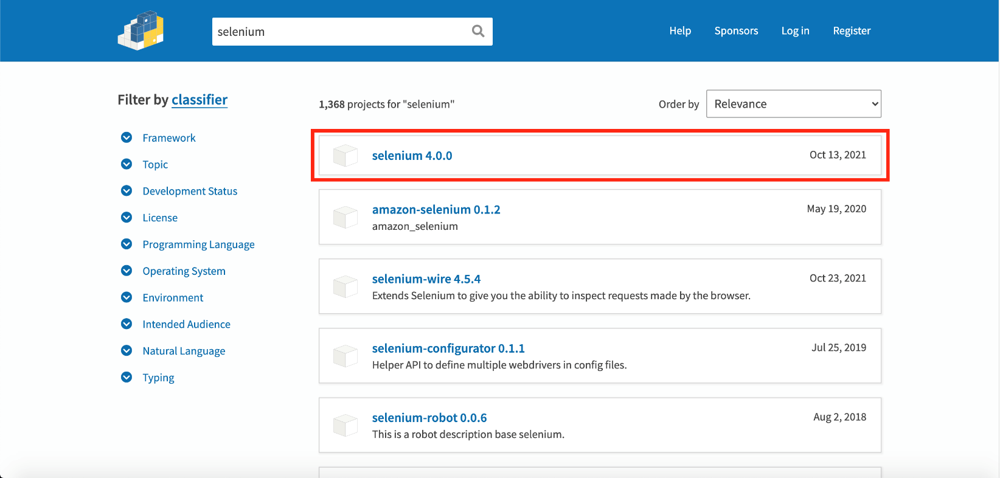 selenium
Help Sponsors Log in Register
Filter by classifier
Framework
Topic
Development Status
License
Programming Language
Operating System
Environment
Intended Audience
Natural Language
Typing
1,368 projects for "selenium"
Order by Relevance
selenium 4.0.0 Oct 13, 2021
amazon-selenium 0.1.2 May 19, 2020
amazon_selenium
selenium-wire 4.5.4 Oct 23, 2021
Extends Selenium to give you the ability to inspect requests made by the browser.
selenium-configurator 0.1.1 Jul 25, 2019
Helper API to define multiple webdrivers in config files.
selenium-robot 0.0.6 Aug 2, 2018
This is a robot description base selenium.